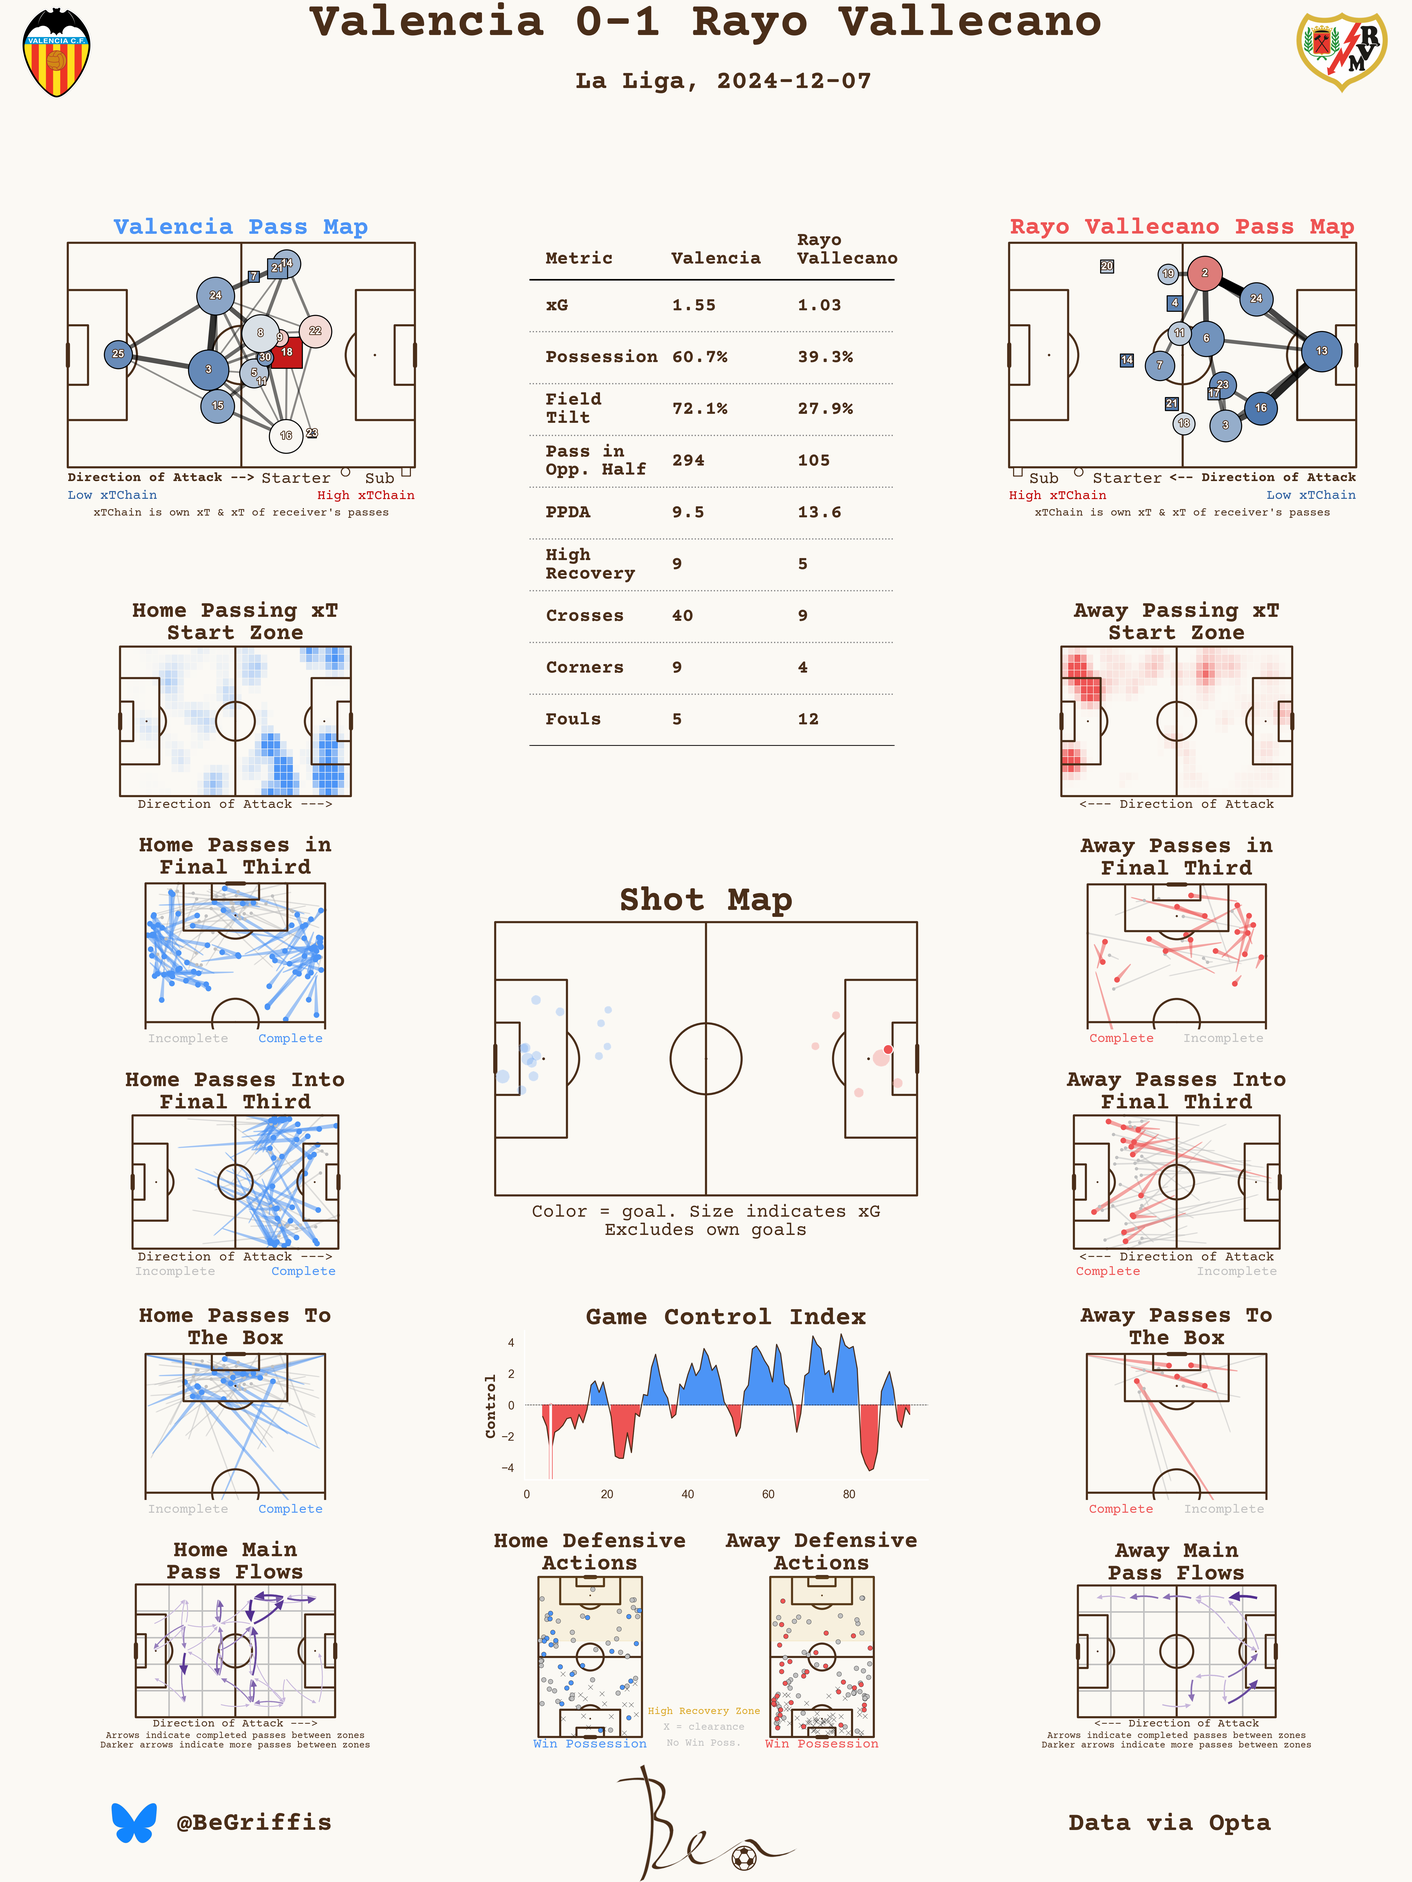 Valencia 0-1 Rayo Vallecano
La Liga, 2024-12-07
VALENCIA C.F.
RVM
Valencia Pass Map
7
21
14
24
8
9
22
18
25
3
30
5
11
15
16
23
Direction of Attack --> Starter Sub
Low xTChain High xTChain
xTChain is own xT & xT of receiver's passes
Metric Valencia Rayo Vallecano
xG 1.55 1.03
Possession 60.7% 39.3%
Field Tilt 72.1% 27.9%
Pass in Opp. Half 294 105
PPDA 9.5 13.6
High Recovery 9 5
Crosses 40 9
Corners 9 4
Fouls 5 12
Rayo Vallecano Pass Map
20
19
2
4
24
11
6
13
14
7
23
17
21
16
18
3
Sub Starter <-- Direction of Attack
High xTChain Low xTChain
xTChain is own xT & xT of receiver's passes
Home Passing xT
Start Zone
Direction of Attack --->
Away Passing xT
Start Zone
<--- Direction of Attack
Home Passes in
Final Third
Incomplete Complete
Shot Map
Color = goal. Size indicates xG
Excludes own goals
Away Passes in
Final Third
Complete Incomplete
Home Passes Into
Final Third
Direction of Attack --->
Incomplete Complete
Away Passes Into
Final Third
<--- Direction of Attack
Complete Incomplete
Home Passes To
The Box
Incomplete Complete
Game Control Index
Control
4
2
0
−2
−4
0 20 40 60 80
Away Passes To
The Box
Complete Incomplete
Home Main
Pass Flows
Direction of Attack --->
Arrows indicate completed passes between zones
Darker arrows indicate more passes between zones
Home Defensive
Actions
Win Possession
High Recovery Zone
X = clearance
No Win Poss.
Away Defensive
Actions
Win Possession
Away Main
Pass Flows
<--- Direction of Attack
Arrows indicate completed passes between zones
Darker arrows indicate more passes between zones
@BeGriffis
Ben
Data via Opta